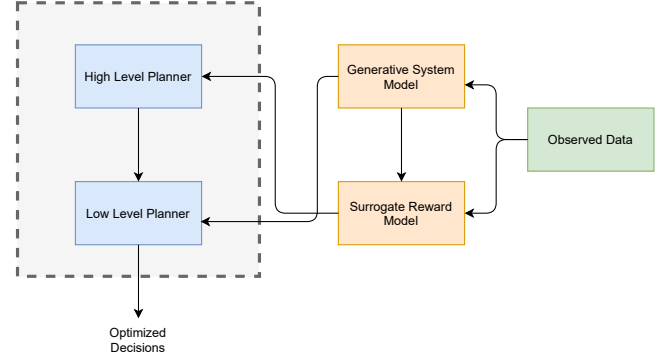 High Level Planner
Generative System
Model
Observed Data
Low Level Planner
Surrogate Reward
Model
Optimized
Decisions